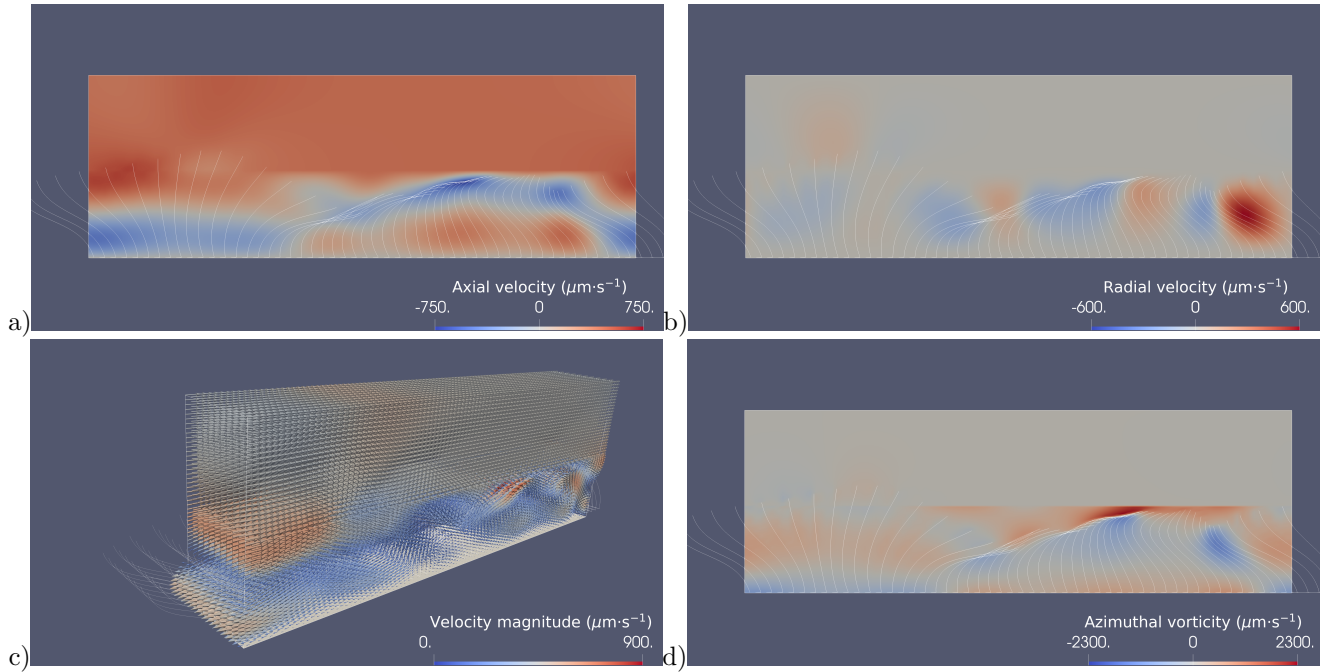 Axial velocity (μm·s⁻¹)
-750. 0 750.
a)
Radial velocity (μm·s⁻¹)
-600. 0 600.
b)
Velocity magnitude (μm·s⁻¹)
0. 900.
c)
Azimuthal vorticity (μm·s⁻¹)
-2300. 0 2300.
d)